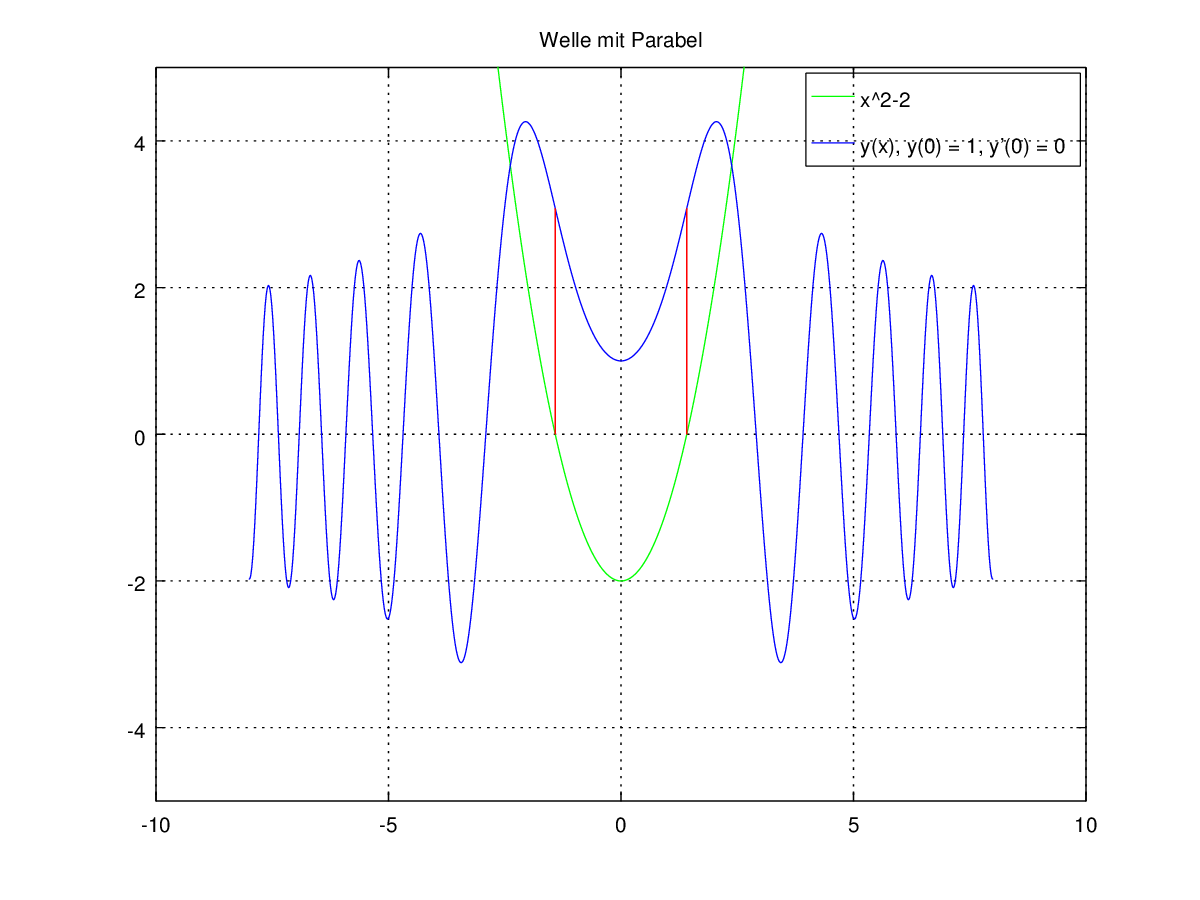 Welle mit Parabel
x^2-2
y(x), y(0) = 1, y'(0) = 0
4
2
0
-2
-4
-10 -5 0 5 10